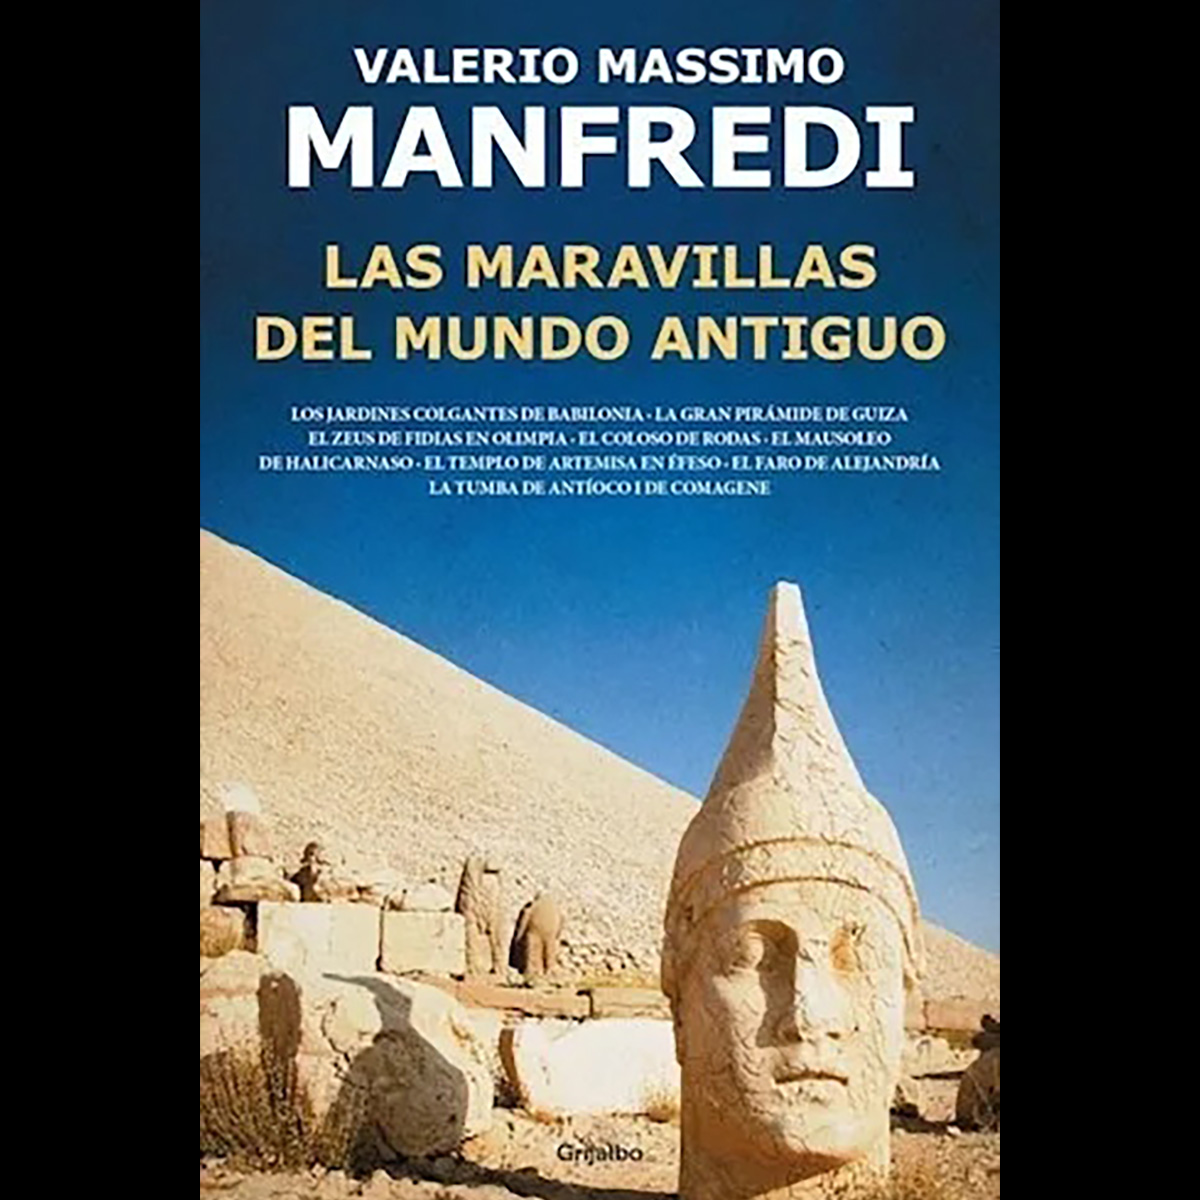 VALERIO MASSIMO
MANFREDI
LAS MARAVILLAS
DEL MUNDO ANTIGUO
LOS JARDINES COLGANTES DE BABILONIA · LA GRAN PIRÁMIDE DE GUIZA
EL ZEUS DE FIDIAS EN OLIMPIA · EL COLOSO DE RODAS · EL MAUSOLEO
DE HALICARNASO · EL TEMPLO DE ARTEMISA EN ÉFESO · EL FARO DE ALEJANDRÍA
LA TUMBA DE ANTÍOCO I DE COMAGENE
Grijalbo